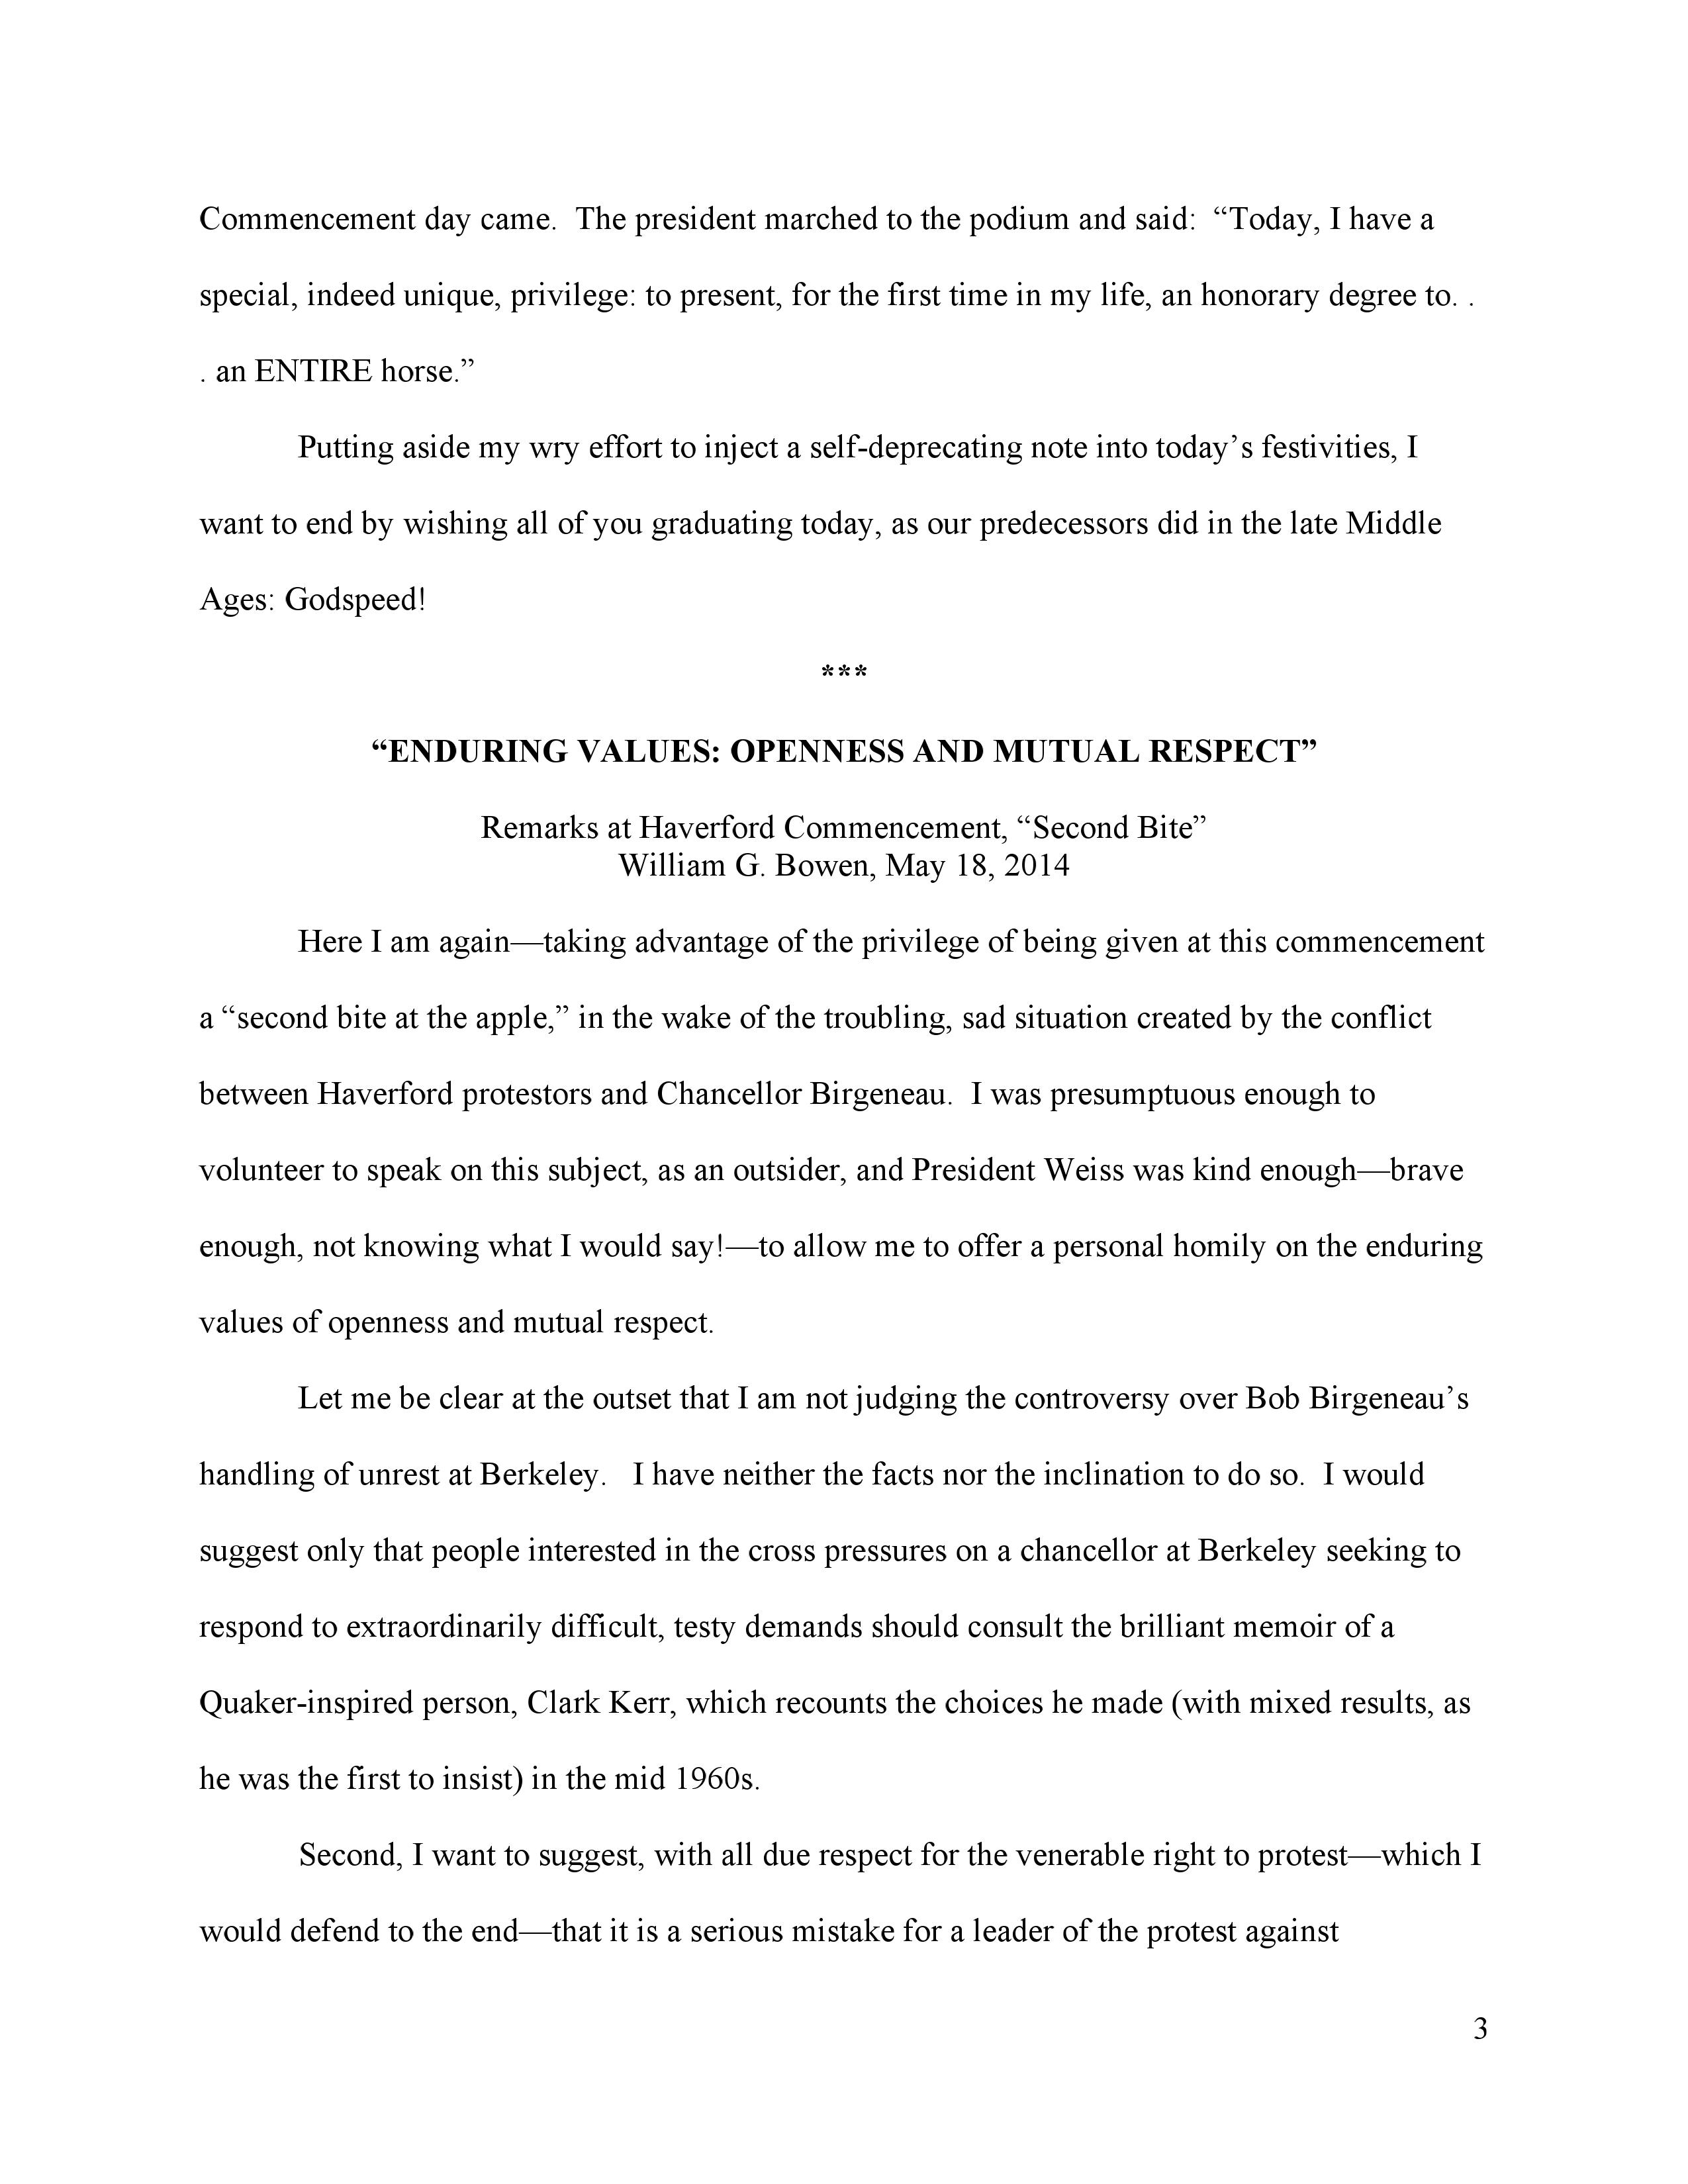 Commencement day came.  The president marched to the podium and said:  “Today, I have a
special, indeed unique, privilege: to present, for the first time in my life, an honorary degree to. .
. an ENTIRE horse.”
Putting aside my wry effort to inject a self-deprecating note into today’s festivities, I
want to end by wishing all of you graduating today, as our predecessors did in the late Middle
Ages: Godspeed!
***
“ENDURING VALUES: OPENNESS AND MUTUAL RESPECT”
Remarks at Haverford Commencement, “Second Bite”
William G. Bowen, May 18, 2014
Here I am again—taking advantage of the privilege of being given at this commencement
a “second bite at the apple,” in the wake of the troubling, sad situation created by the conflict
between Haverford protestors and Chancellor Birgeneau.  I was presumptuous enough to
volunteer to speak on this subject, as an outsider, and President Weiss was kind enough—brave
enough, not knowing what I would say!—to allow me to offer a personal homily on the enduring
values of openness and mutual respect.
Let me be clear at the outset that I am not judging the controversy over Bob Birgeneau’s
handling of unrest at Berkeley.   I have neither the facts nor the inclination to do so.  I would
suggest only that people interested in the cross pressures on a chancellor at Berkeley seeking to
respond to extraordinarily difficult, testy demands should consult the brilliant memoir of a
Quaker-inspired person, Clark Kerr, which recounts the choices he made (with mixed results, as
he was the first to insist) in the mid 1960s.
Second, I want to suggest, with all due respect for the venerable right to protest—which I
would defend to the end—that it is a serious mistake for a leader of the protest against
3